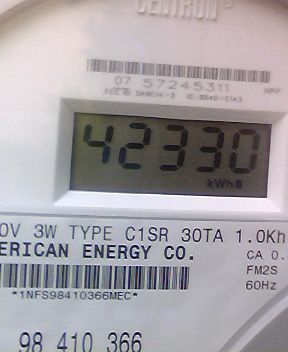 CENTRON®
07 57245311
42330
kWh
0V 3W TYPE C1SR 30TA 1.0Kh
ERICAN ENERGY CO.
CA 0.
FM2S
*1NFS98410366MEC*
60Hz
98 410 366